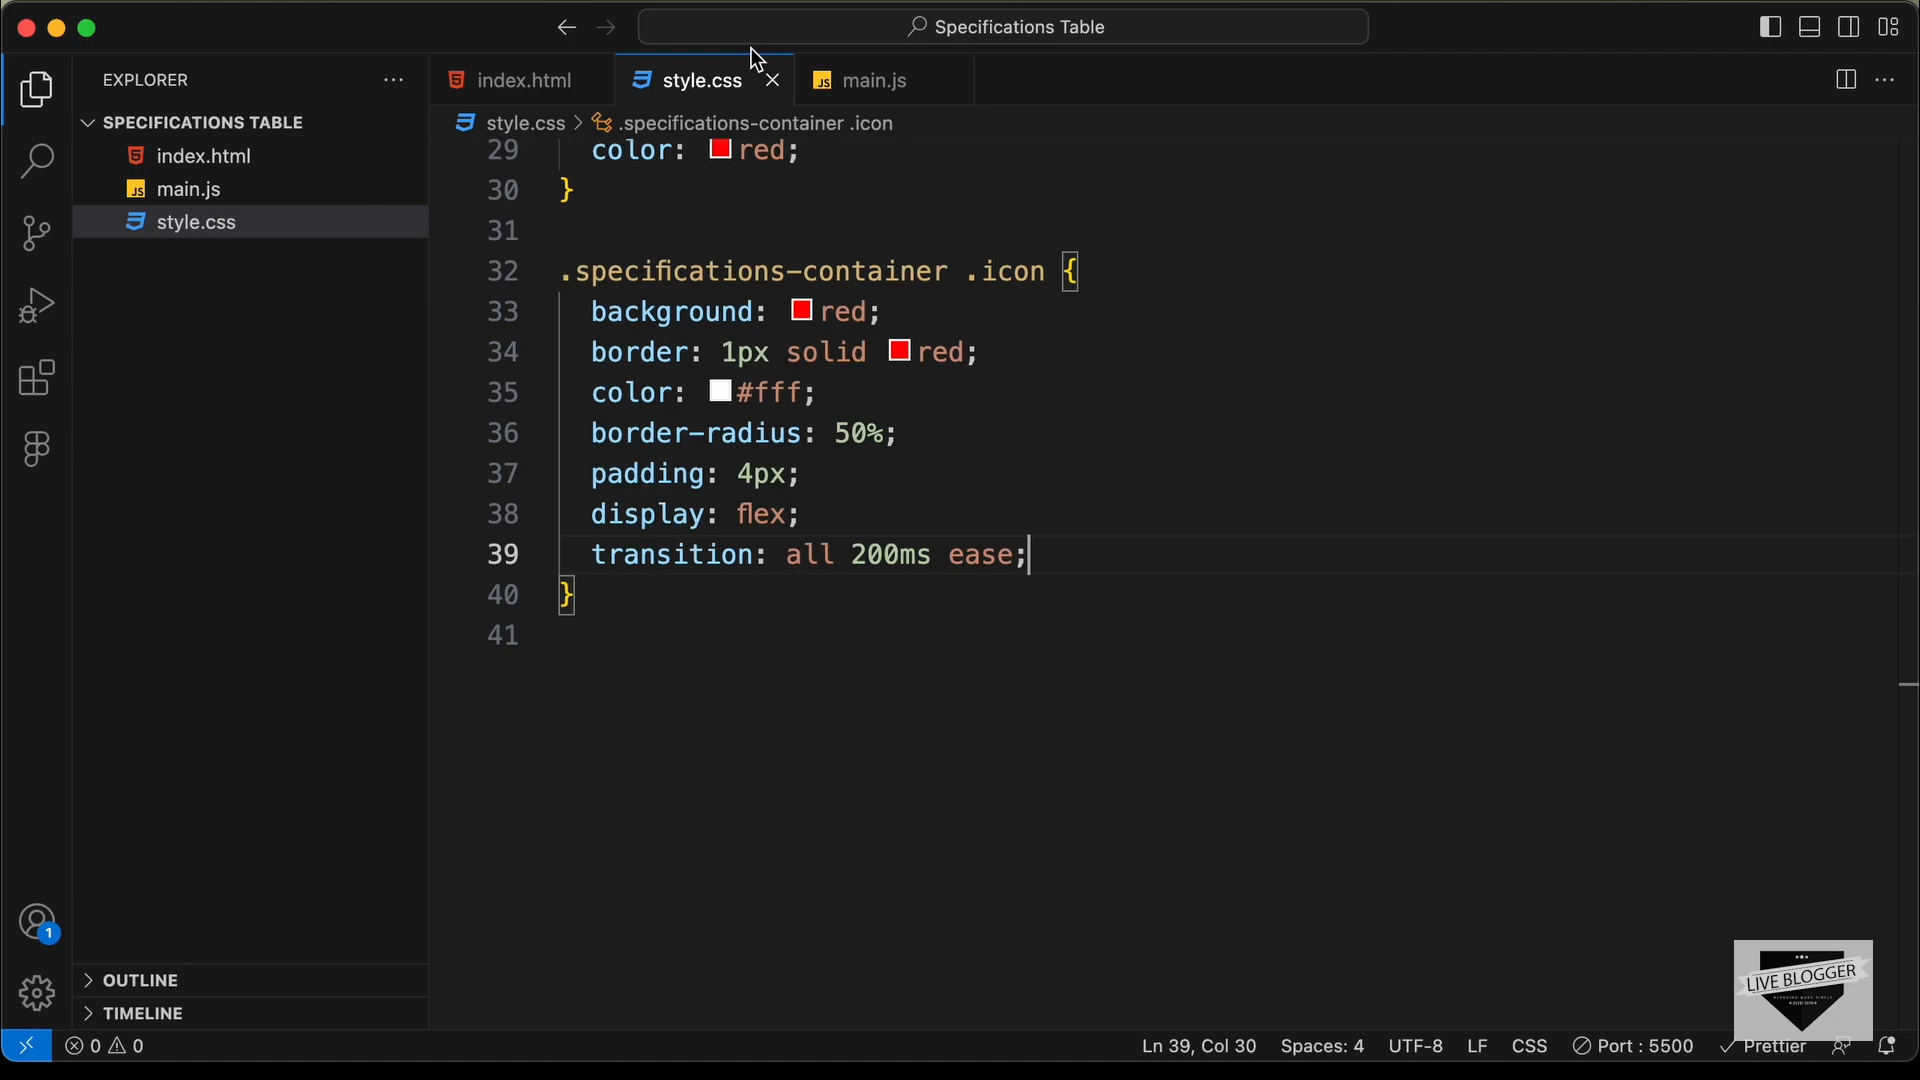 Specifications Table
EXPLORER
index.html
style.css
main.js
SPECIFICATIONS TABLE
index.html
main.js
style.css
style.css > .specifications-container .icon
29 color: red;
30 }
31
32 .specifications-container .icon {
33 background: red;
34 border: 1px solid red;
35 color: #fff;
36 border-radius: 50%;
37 padding: 4px;
38 display: flex;
39 transition: all 200ms ease;
40 }
41
1
OUTLINE
TIMELINE
LIVE BLOGGER
0 0 Ln 39, Col 30 Spaces: 4 UTF-8 LF CSS Port : 5500 Prettier